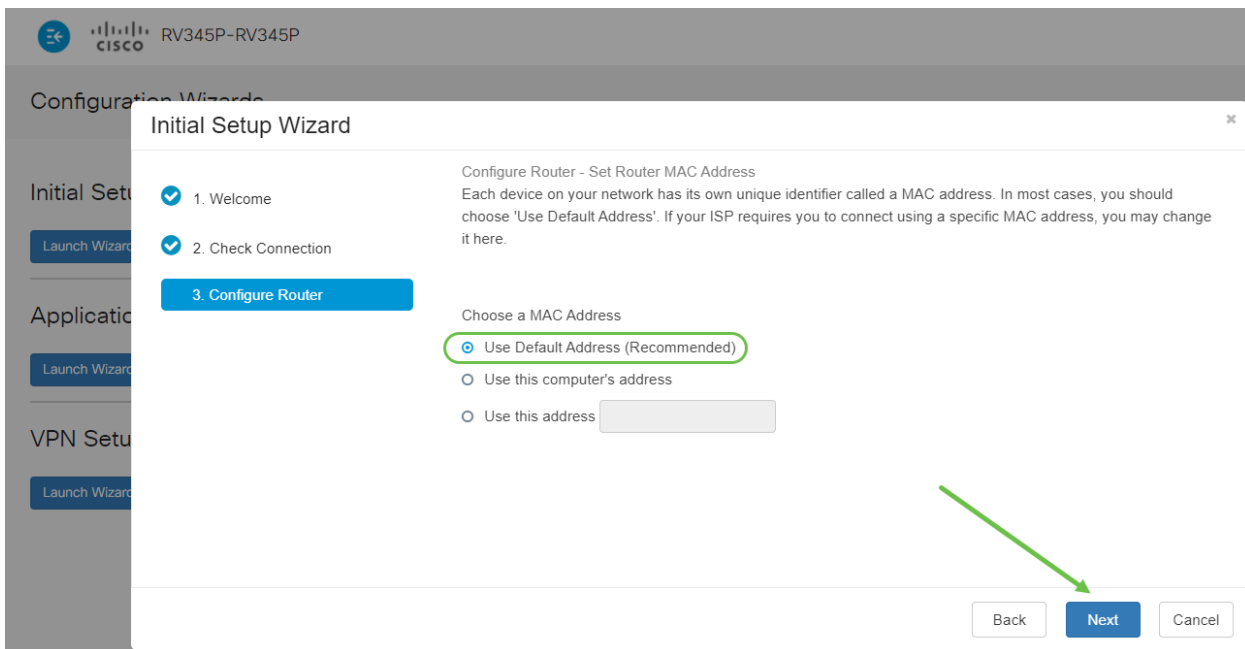 CISCO RV345P-RV345P
Configuration Wizards
Initial Setup Wizard
×
Initial Setu
Launch Wizard
Applicatio
Launch Wizard
VPN Setu
Launch Wizard
1. Welcome
2. Check Connection
3. Configure Router
Configure Router - Set Router MAC Address
Each device on your network has its own unique identifier called a MAC address. In most cases, you should
choose 'Use Default Address'. If your ISP requires you to connect using a specific MAC address, you may change
it here.
Choose a MAC Address
Use Default Address (Recommended)
Use this computer's address
Use this address
Back Next Cancel